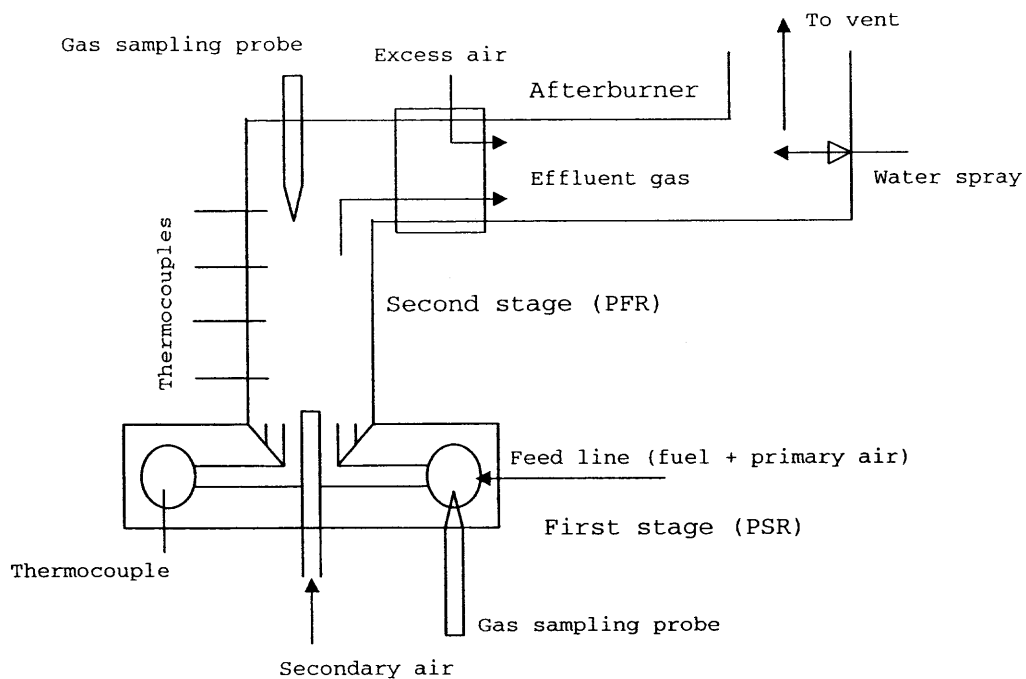 To vent
Gas sampling probe
Excess air
Afterburner
Effluent gas
Water spray
Thermocouples
Second stage (PFR)
Feed line (fuel + primary air)
First stage (PSR)
Thermocouple
Gas sampling probe
Secondary air